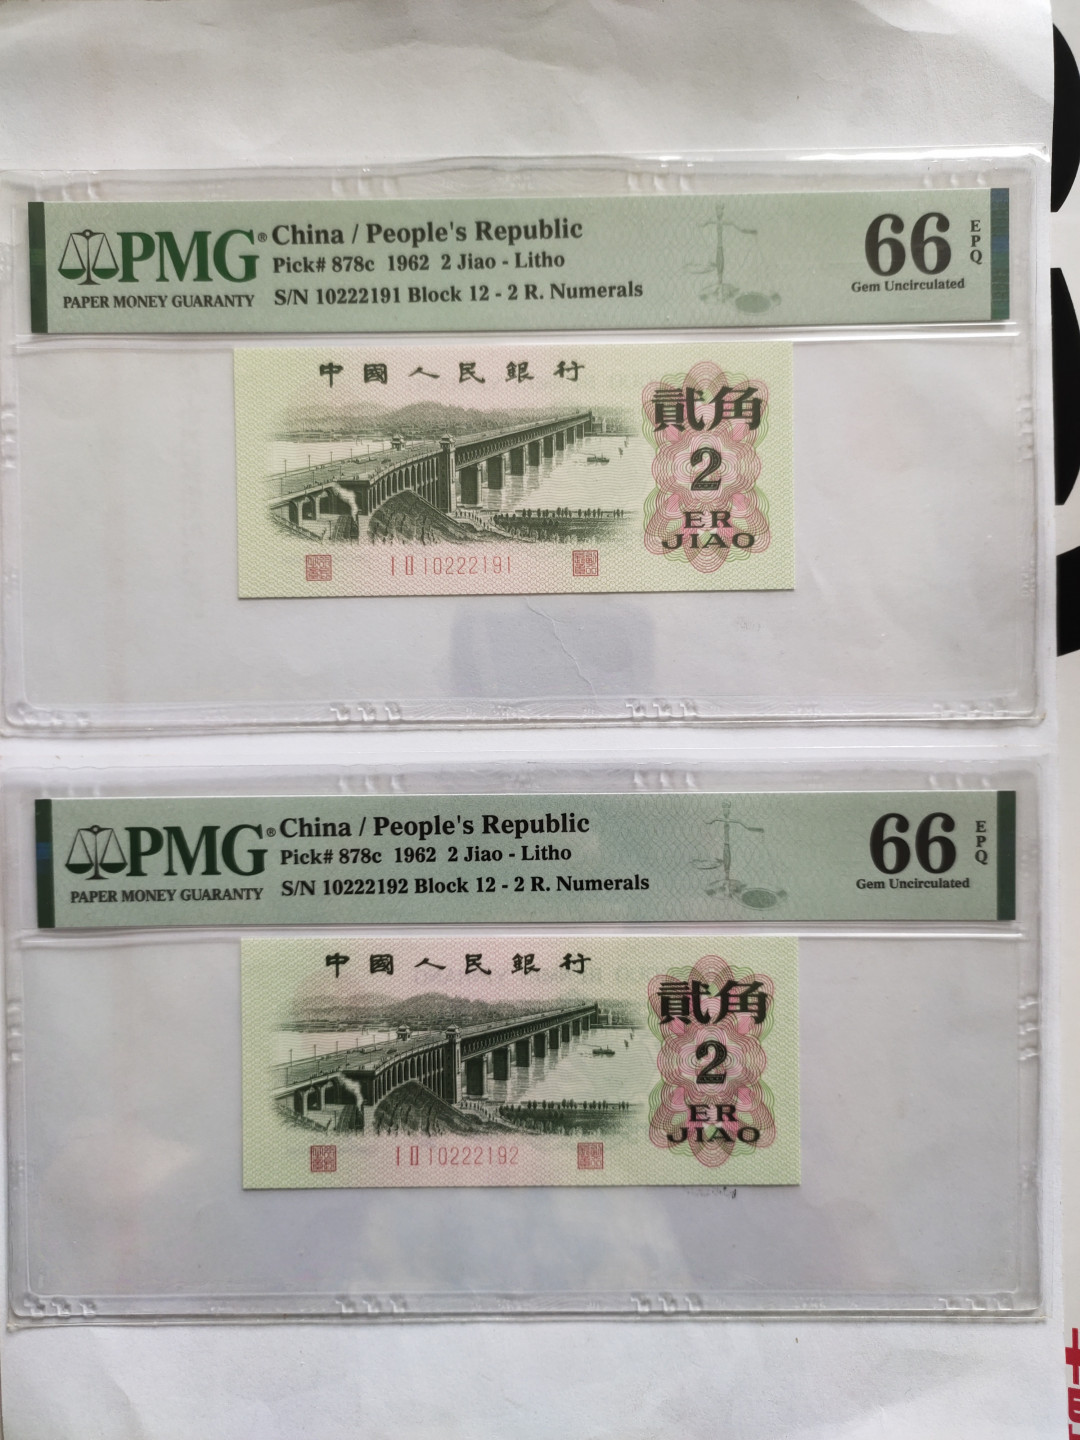 PMG® China / People's Republic
Pick# 878c 1962 2 Jiao - Litho
PAPER MONEY GUARANTY S/N 10222191 Block 12 - 2 R. Numerals
66 EPQ
Gem Uncirculated
中國人民銀行
貳角
2
ER
JIAO
I II 10222191
PMG® China / People's Republic
Pick# 878c 1962 2 Jiao - Litho
PAPER MONEY GUARANTY S/N 10222192 Block 12 - 2 R. Numerals
66 EPQ
Gem Uncirculated
中國人民銀行
貳角
2
ER
JIAO
I II 10222192